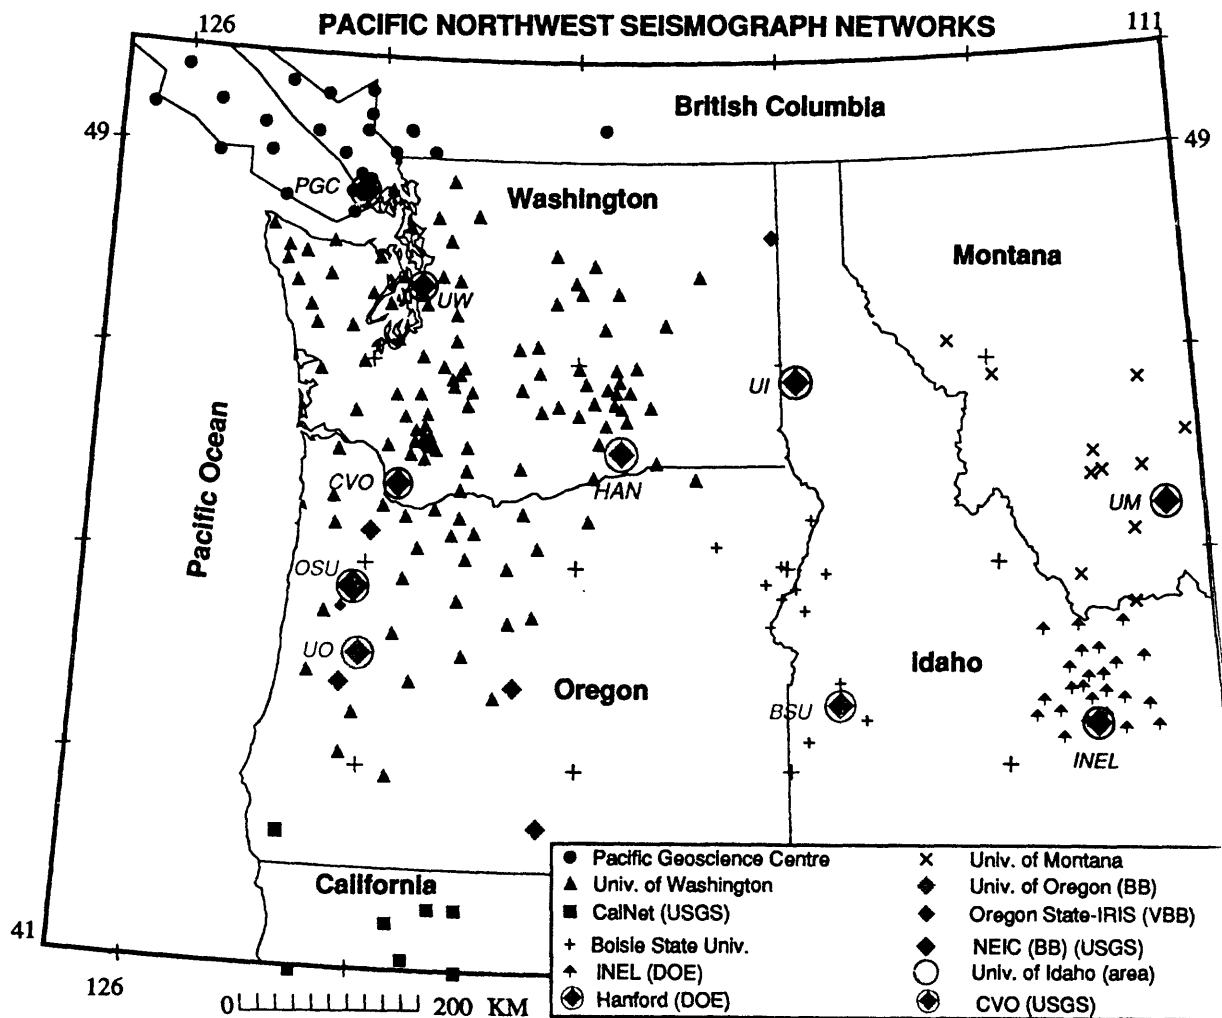 126 PACIFIC NORTHWEST SEISMOGRAPH NETWORKS 111
British Columbia
49 49
PGC
Washington
Montana
UW
UI
Pacific Ocean
CVO
HAN
UM
OSU
UO
Idaho
Oregon
BSU
INEL
California
41
126
0 200 KM
Pacific Geoscience Centre
Univ. of Washington
CalNet (USGS)
Boisie State Univ.
INEL (DOE)
Hanford (DOE)
Univ. of Montana
Univ. of Oregon (BB)
Oregon State-IRIS (VBB)
NEIC (BB) (USGS)
Univ. of Idaho (area)
CVO (USGS)